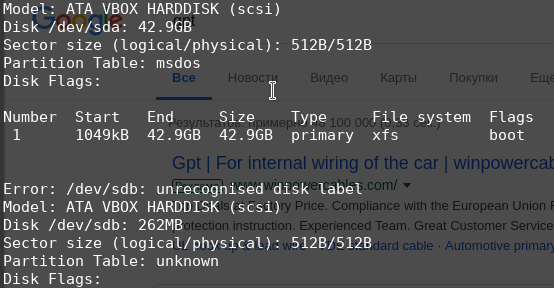 Model: ATA VBOX HARDDISK (scsi)
Disk /dev/sda: 42.9GB
Sector size (logical/physical): 512B/512B
Partition Table: msdos
Disk Flags:
Все Новости Видео Карты Покупки Ещё
Number Start End Size Type File system Flags
1 1049kB 42.9GB 42.9GB primary xfs boot
Gpt | For internal wiring of the car | winpowercables
Error: /dev/sdb: unrecognised disk label
Model: ATA VBOX HARDDISK (scsi)
Disk /dev/sdb: 262MB
Price. Compliance with the European Union
protection instruction. Experienced Team. Great Customer Service
Sector size (logical/physical): 512B/512B
standard cable · Automotive primary
Partition Table: unknown
Disk Flags: